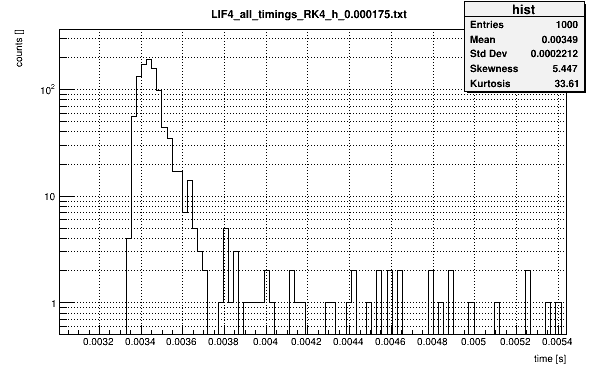 LIF4_all_timings_RK4_h_0.000175.txt
hist
Entries 1000
Mean 0.00349
Std Dev 0.0002212
Skewness 5.447
Kurtosis 33.61
counts []
10²
10
1
0.0032 0.0034 0.0036 0.0038 0.004 0.0042 0.0044 0.0046 0.0048 0.005 0.0052 0.0054
time [s]